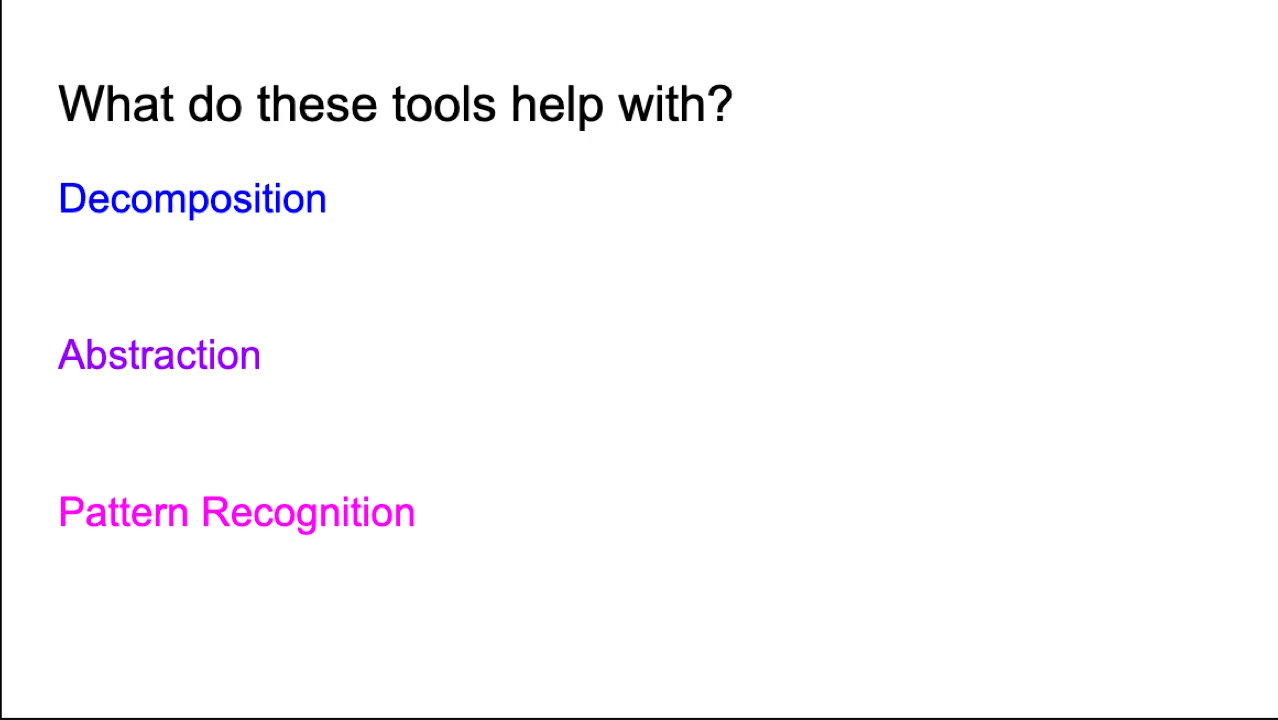 What do these tools help with?
Decomposition
Abstraction
Pattern Recognition